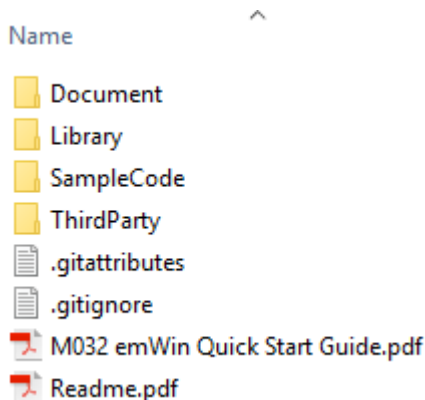 Name
Document
Library
SampleCode
ThirdParty
.gitattributes
.gitignore
M032 emWin Quick Start Guide.pdf
Readme.pdf